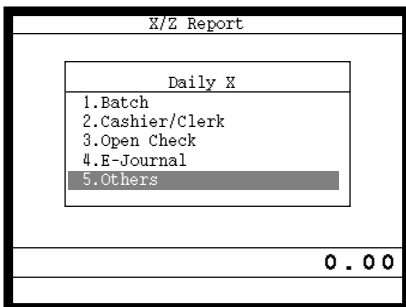 X/Z Report
Daily X
1.Batch
2.Cashier/Clerk
3.Open Check
4.E-Journal
5.Others
0.00